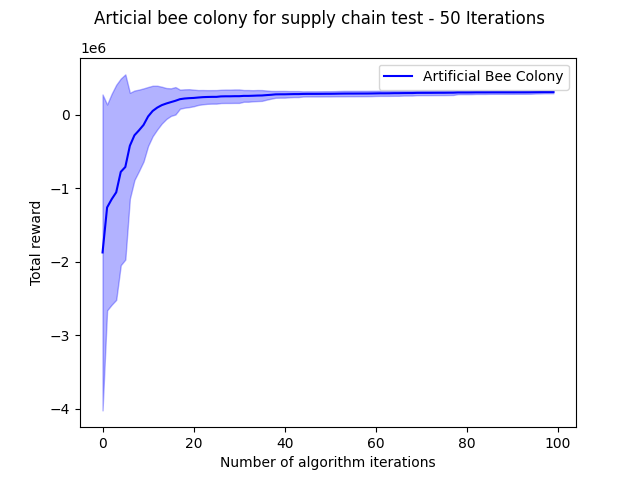 Articial bee colony for supply chain test - 50 Iterations
1e6
Artificial Bee Colony
0
−1
−2
−3
−4
Total reward
0 20 40 60 80 100
Number of algorithm iterations